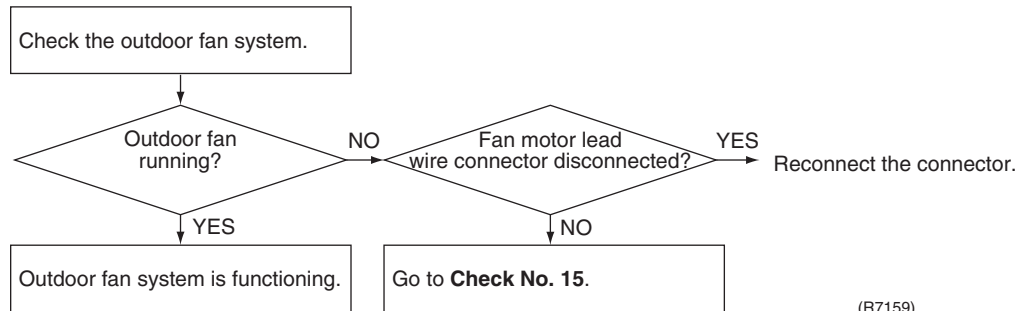 Check the outdoor fan system.
Outdoor fan
running?
NO
Fan motor lead
wire connector disconnected?
YES
Reconnect the connector.
YES
NO
Outdoor fan system is functioning.
Go to Check No. 15.
(R7159)